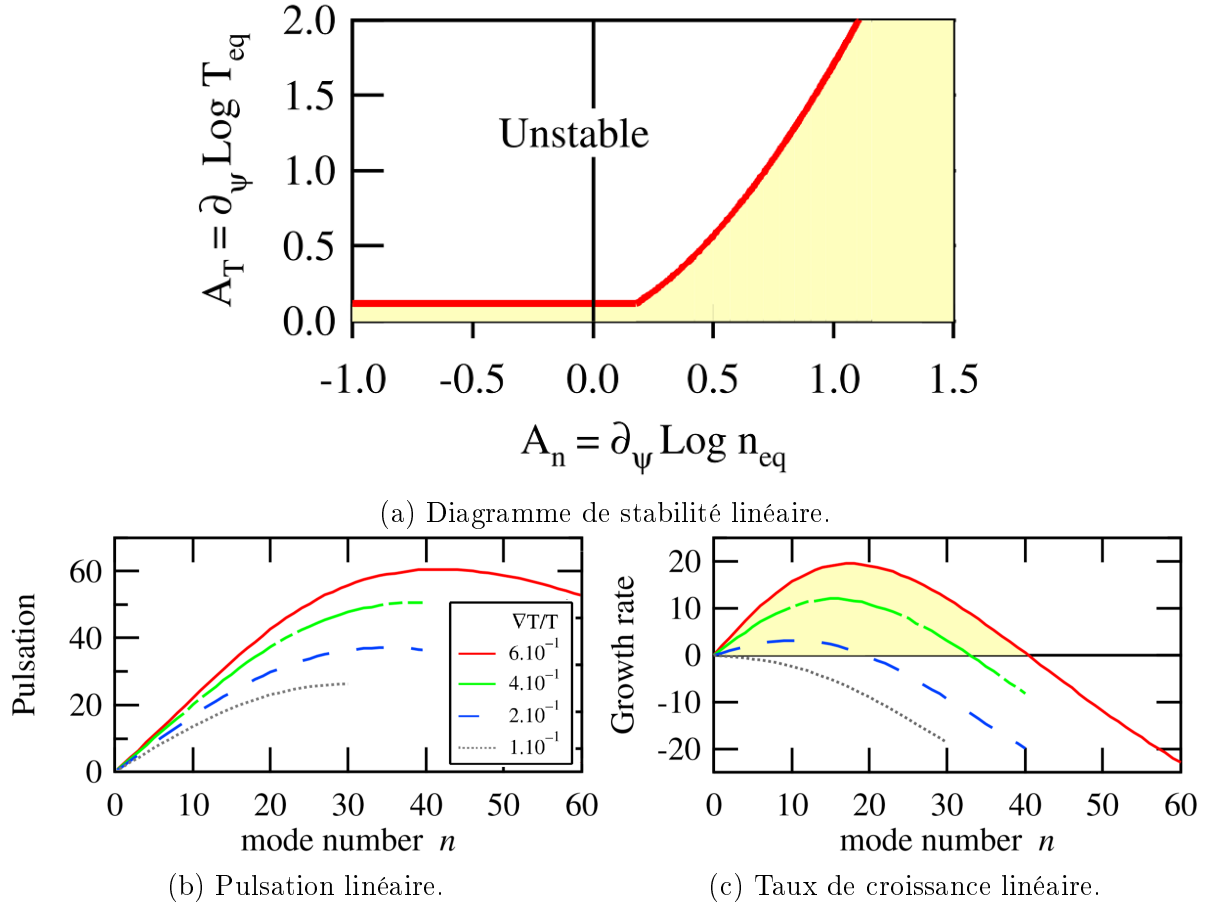 2.0
1.5
1.0
0.5
0.0
A_T = ∂_ψ Log T_eq
Unstable
-1.0 -0.5 0.0 0.5 1.0 1.5
A_n = ∂_ψ Log n_eq
(a) Diagramme de stabilité linéaire.
60
40
20
0
Pulsation
∇T/T
6.10⁻¹
4.10⁻¹
2.10⁻¹
1.10⁻¹
0 10 20 30 40 50 60
mode number n
(b) Pulsation linéaire.
20
10
0
-10
-20
Growth rate
0 10 20 30 40 50 60
mode number n
(c) Taux de croissance linéaire.